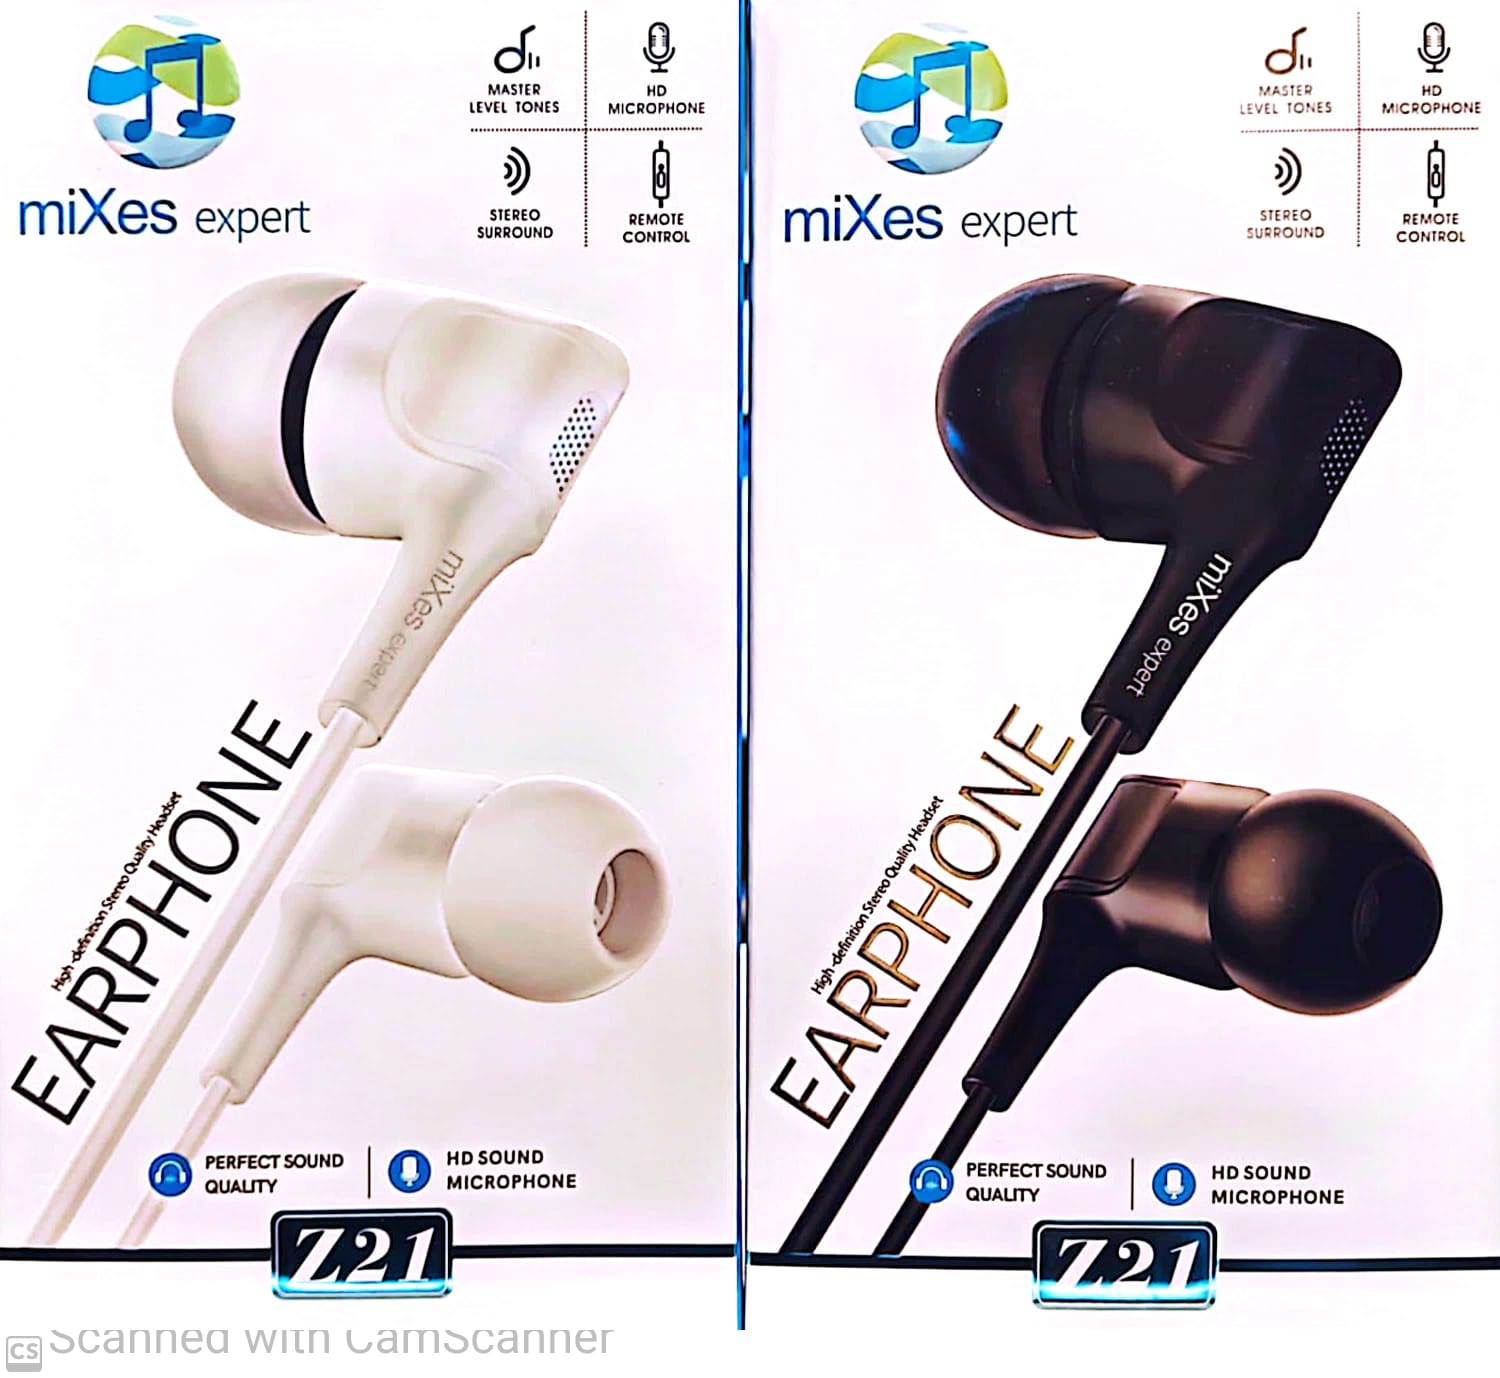 MASTER
LEVEL TONES
HD
MICROPHONE
STEREO
SURROUND
REMOTE
CONTROL
miXes expert
miXes expert
High-definition Stereo Quality Headset
EARPHONE
PERFECT SOUND
QUALITY
HD SOUND
MICROPHONE
Z21
MASTER
LEVEL TONES
HD
MICROPHONE
STEREO
SURROUND
REMOTE
CONTROL
miXes expert
miXes expert
High-definition Stereo Quality Headset
EARPHONE
PERFECT SOUND
QUALITY
HD SOUND
MICROPHONE
Z21
CS Scanned with CamScanner